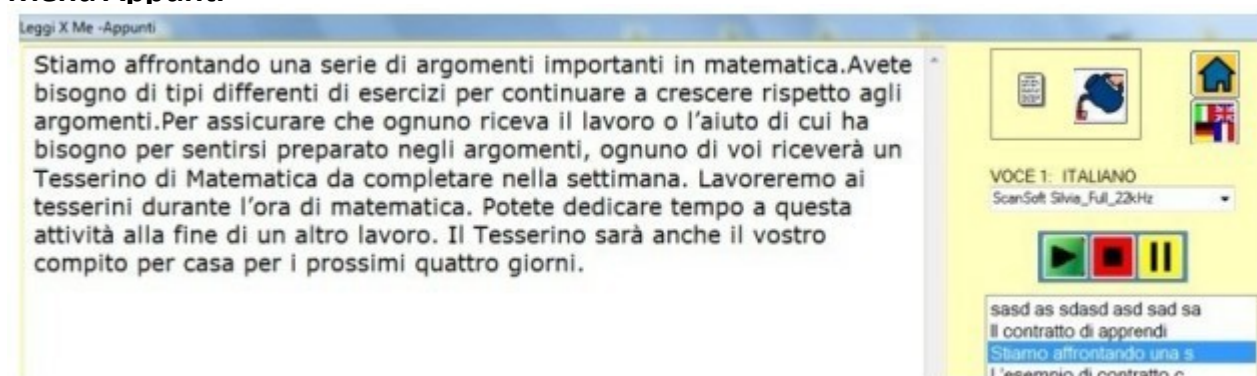 Leggi X Me -Appunti
Stiamo affrontando una serie di argomenti importanti in matematica.Avete
bisogno di tipi differenti di esercizi per continuare a crescere rispetto agli
argomenti.Per assicurare che ognuno riceva il lavoro o l'aiuto di cui ha
bisogno per sentirsi preparato negli argomenti, ognuno di voi riceverà un
Tesserino di Matematica da completare nella settimana. Lavoreremo ai
tesserini durante l'ora di matematica. Potete dedicare tempo a questa
attività alla fine di un altro lavoro. Il Tesserino sarà anche il vostro
compito per casa per i prossimi quattro giorni.
VOCE 1: ITALIANO
ScanSoft Silvia_Full_22kHz
sasd as sdasd asd sad sa
Il contratto di apprendi
Stiamo affrontando una s
L'esempio di contratto c